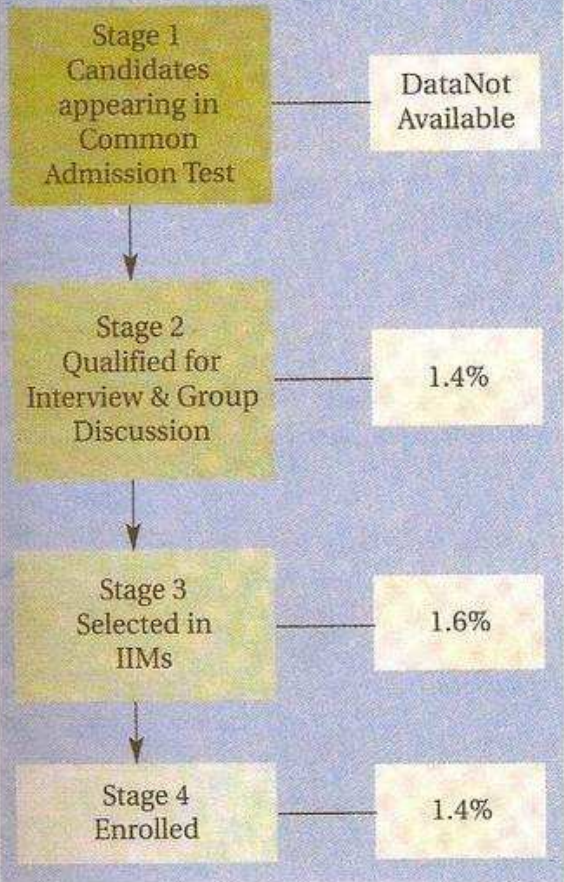 Stage 1
Candidates
appearing in
Common
Admission Test
DataNot
Available
Stage 2
Qualified for
Interview & Group
Discussion
1.4%
Stage 3
Selected in
IIMs
1.6%
Stage 4
Enrolled
1.4%